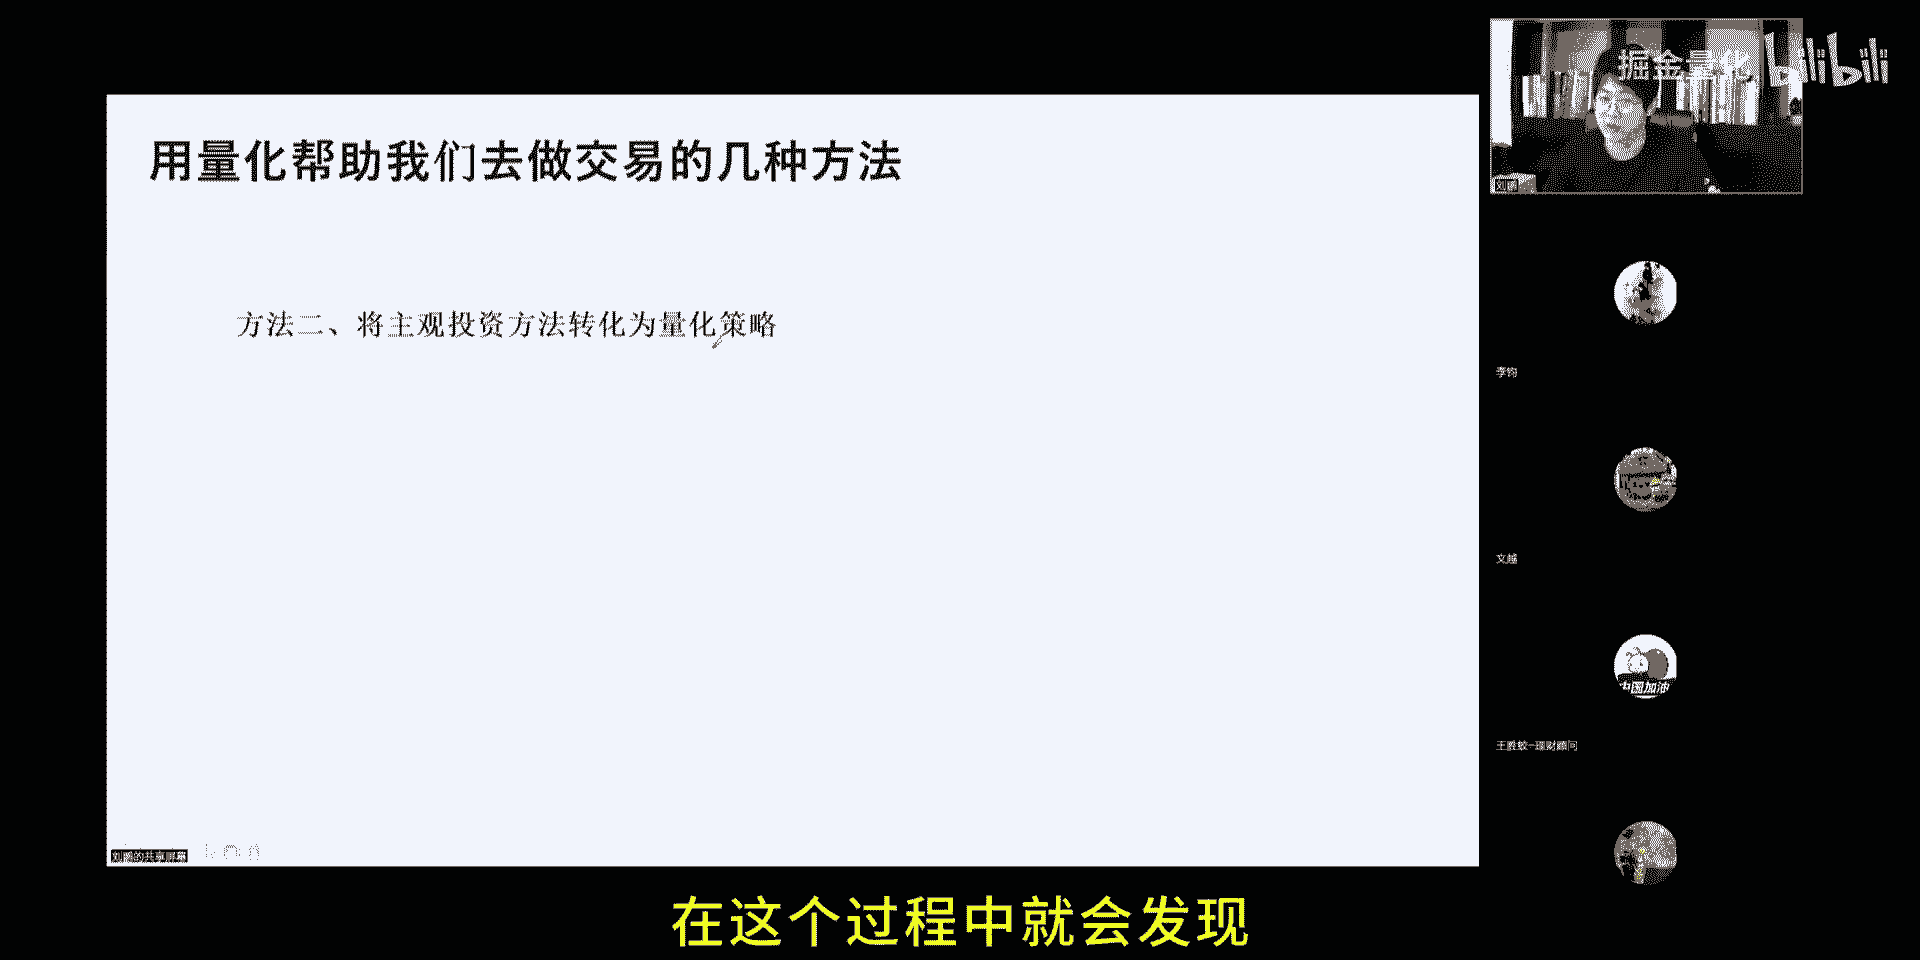 掘金量化 bilibili
用量化帮助我们去做交易的几种方法
方法二、将主观投资方法转化为量化策略
李钧
文越
中国加油
王胜蛟-理财顾问
刘鹏的共享屏幕
在这个过程中就会发现